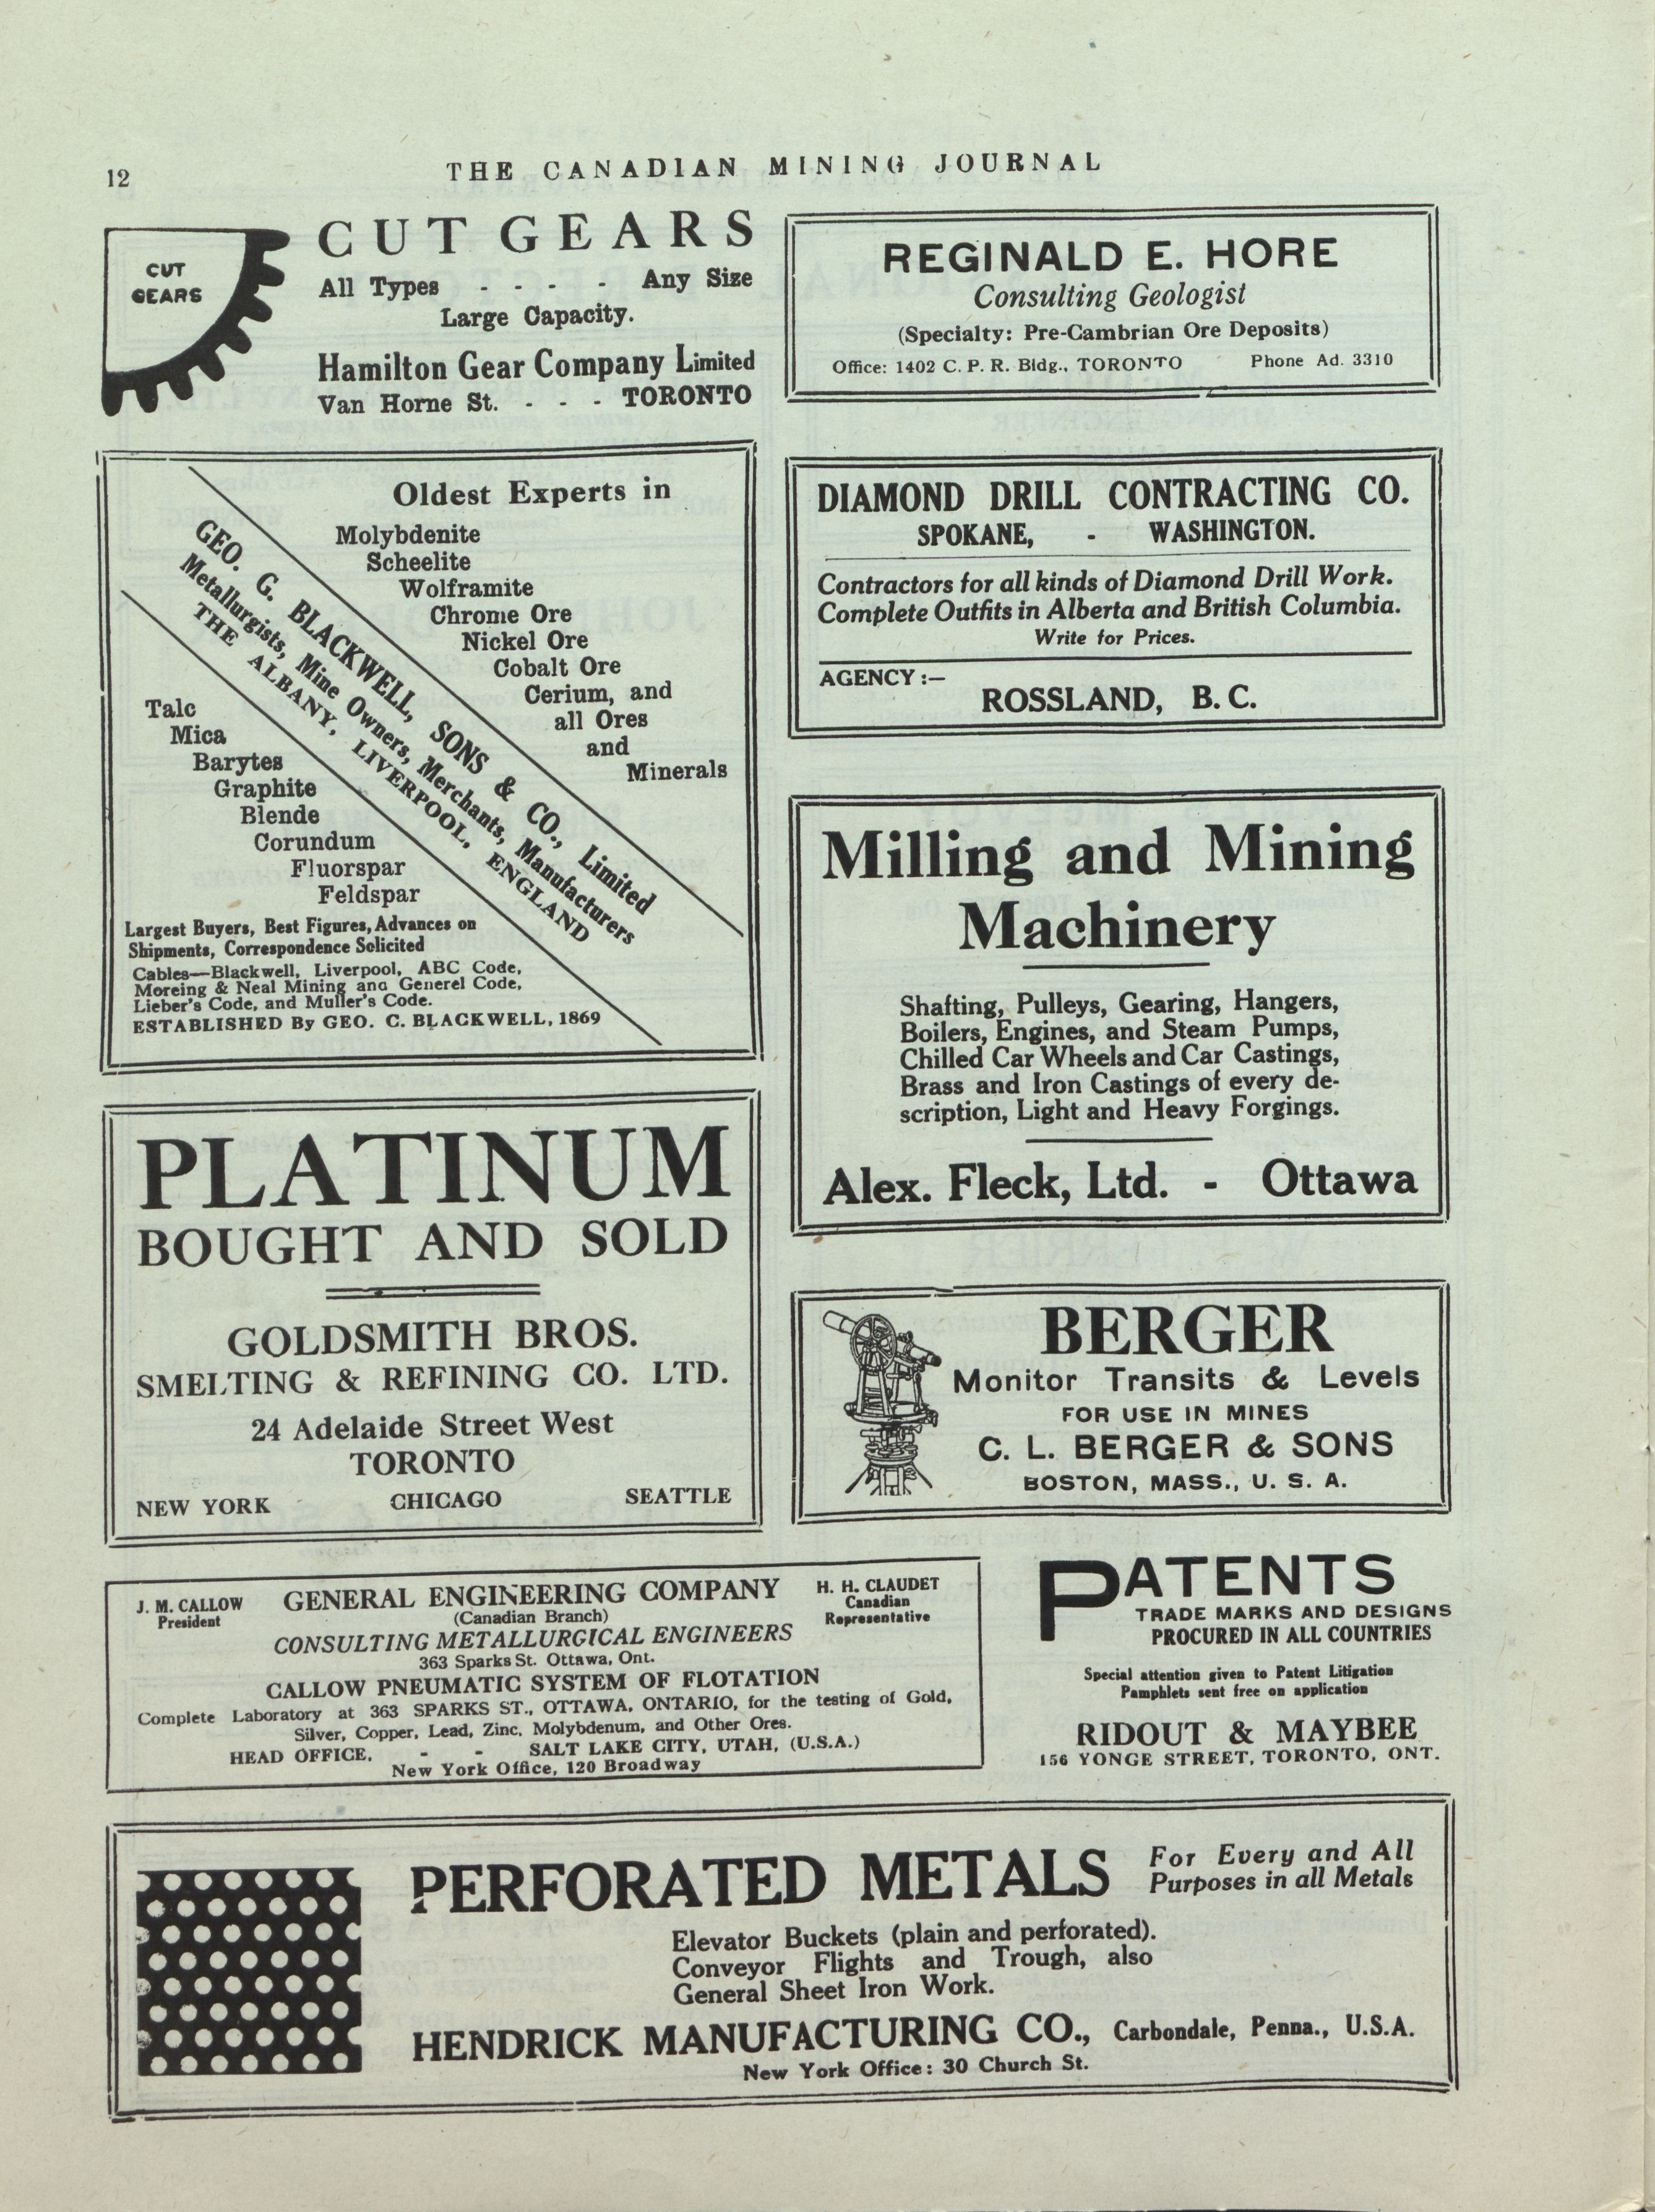 12
THE CANADIAN MINING JOURNAL
CUT
GEARS
CUT GEARS
All Types - - - - Any Size
Large Capacity.
Hamilton Gear Company Limited
Van Horne St. - - - TORONTO
REGINALD E. HORE
Consulting Geologist
(Specialty: Pre-Cambrian Ore Deposits)
Office: 1402 C. P. R. Bldg., TORONTO Phone Ad. 3310
Oldest Experts in
Molybdenite
Scheelite
Wolframite
Chrome Ore
Nickel Ore
Cobalt Ore
Cerium, and
all Ores
and
Minerals
GEO. G. BLACKWELL, SONS & CO., Limited
Metallurgists, Mine Owners, Merchants, Manufacturers
THE ALBANY, LIVERPOOL, ENGLAND
Talc
Mica
Barytes
Graphite
Blende
Corundum
Fluorspar
Feldspar
Largest Buyers, Best Figures, Advances on
Shipments, Correspondence Solicited
Cables—Blackwell, Liverpool, ABC Code,
Moreing & Neal Mining and Generel Code,
Lieber's Code, and Muller's Code.
ESTABLISHED By GEO. C. BLACKWELL, 1869
DIAMOND DRILL CONTRACTING CO.
SPOKANE, - WASHINGTON.
Contractors for all kinds of Diamond Drill Work.
Complete Outfits in Alberta and British Columbia.
Write for Prices.
AGENCY :—
ROSSLAND, B. C.
Milling and Mining
Machinery
Shafting, Pulleys, Gearing, Hangers,
Boilers, Engines, and Steam Pumps,
Chilled Car Wheels and Car Castings,
Brass and Iron Castings of every de-
scription, Light and Heavy Forgings.
Alex. Fleck, Ltd. - Ottawa
PLATINUM
BOUGHT AND SOLD
GOLDSMITH BROS.
SMELTING & REFINING CO. LTD.
24 Adelaide Street West
TORONTO
NEW YORK CHICAGO SEATTLE
BERGER
Monitor Transits & Levels
FOR USE IN MINES
C. L. BERGER & SONS
BOSTON, MASS., U. S. A.
J. M. CALLOW
President
GENERAL ENGINEERING COMPANY
(Canadian Branch)
H. H. CLAUDET
Canadian
Representative
CONSULTING METALLURGICAL ENGINEERS
363 Sparks St. Ottawa, Ont.
CALLOW PNEUMATIC SYSTEM OF FLOTATION
Complete Laboratory at 363 SPARKS ST., OTTAWA, ONTARIO, for the testing of Gold,
Silver, Copper, Lead, Zinc, Molybdenum, and Other Ores.
HEAD OFFICE, - - SALT LAKE CITY, UTAH, (U.S.A.)
New York Office, 120 Broadway
PATENTS
TRADE MARKS AND DESIGNS
PROCURED IN ALL COUNTRIES
Special attention given to Patent Litigation
Pamphlets sent free on application
RIDOUT & MAYBEE
156 YONGE STREET, TORONTO, ONT.
PERFORATED METALS
For Every and All
Purposes in all Metals
Elevator Buckets (plain and perforated).
Conveyor Flights and Trough, also
General Sheet Iron Work.
HENDRICK MANUFACTURING CO., Carbondale, Penna., U.S.A.
New York Office: 30 Church St.